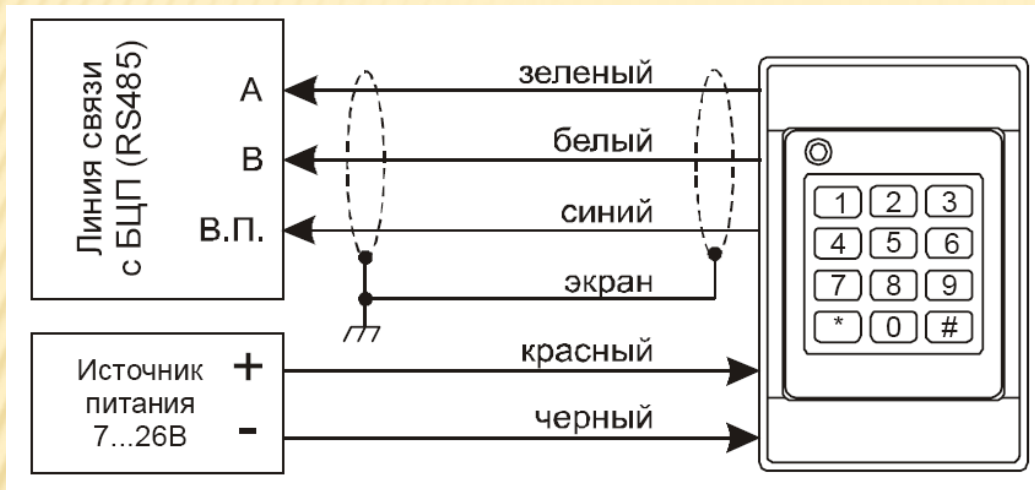 Линия связи
с БЦП (RS485)
A
B
В.П.
зеленый
белый
синий
экран
Источник
питания
7...26В
+
-
красный
черный
1 2 3
4 5 6
7 8 9
* 0 #